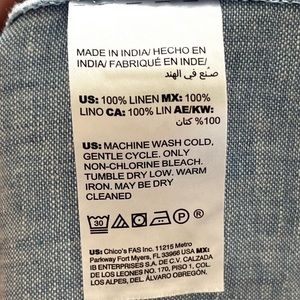 MADE IN INDIA/ HECHO EN
INDIA/ FABRIQUÉ EN INDE/
صنع في الهند
US: 100% LINEN MX: 100%
LINO CA: 100% LIN AE/KW:
100% كتان
US: MACHINE WASH COLD,
GENTLE CYCLE. ONLY
NON-CHLORINE BLEACH.
TUMBLE DRY LOW. WARM
IRON. MAY BE DRY
CLEANED
30 P
US: Chico's FAS Inc. 11215 Metro
Parkway Fort Myers, FL 33966 US MX:
IB ENTERPRISES S.A. DE C.V. CALZADA
DE LOS LEONES NO. 170, PISO 1, COL.
LOS ALPES, DEL. ÁLVARO OBREGÓN.